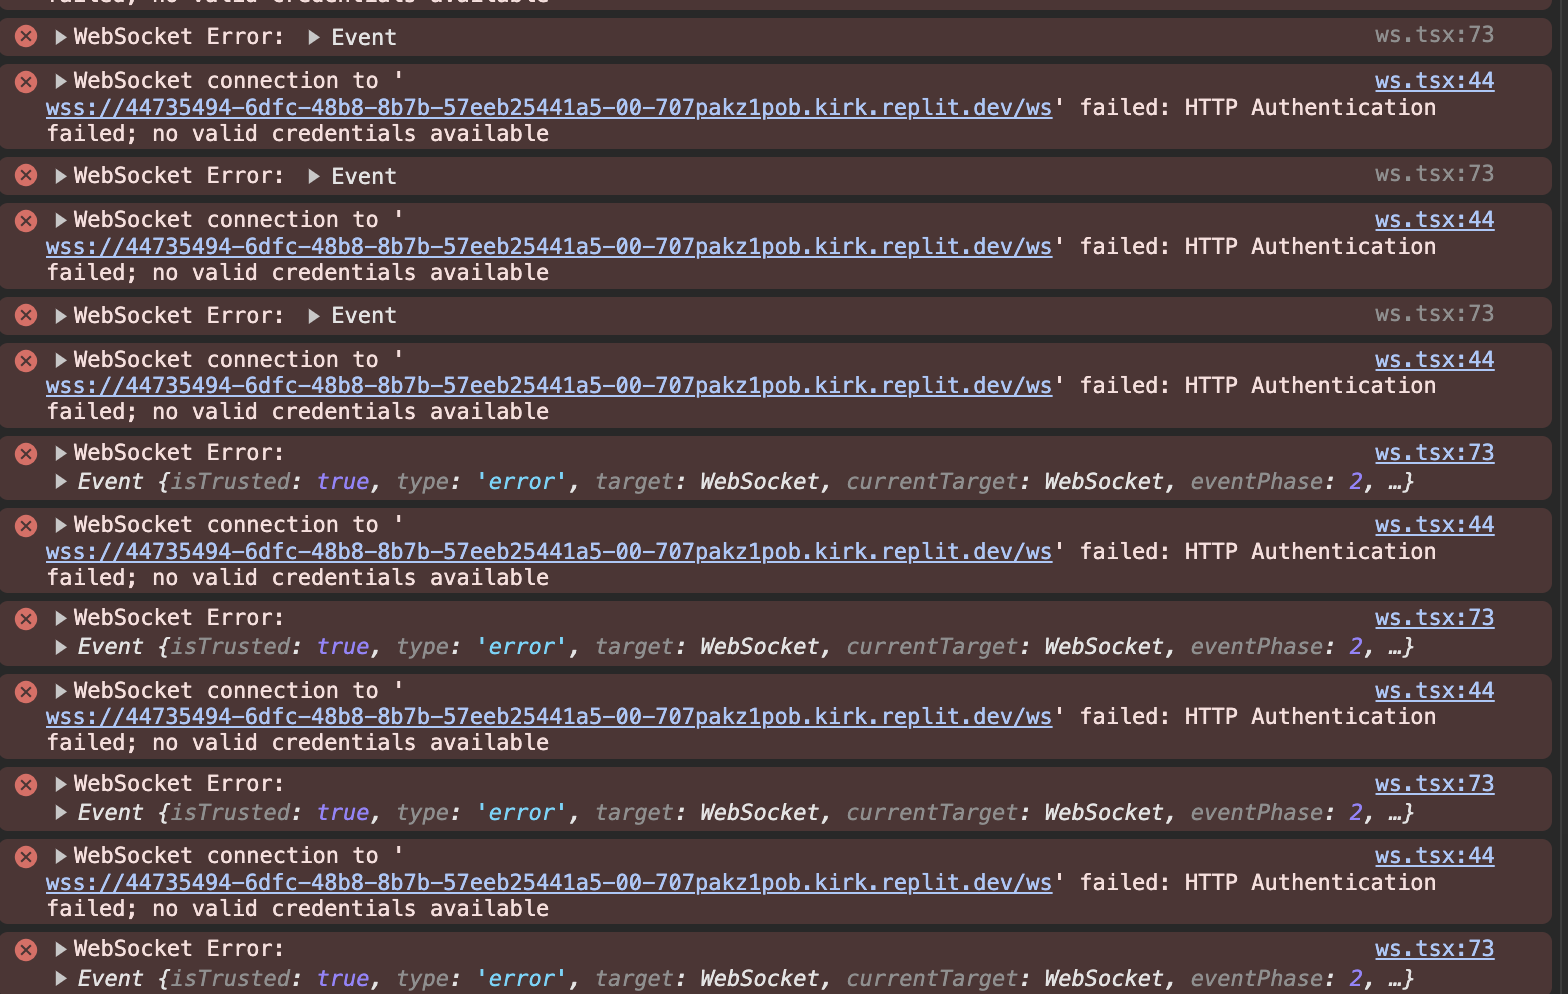 failed; no valid credentials available
WebSocket Error: Event ws.tsx:73
WebSocket connection to ' ws.tsx:44
wss://44735494-6dfc-48b8-8b7b-57eeb25441a5-00-707pakz1pob.kirk.replit.dev/ws' failed: HTTP Authentication
failed; no valid credentials available
WebSocket Error: Event ws.tsx:73
WebSocket connection to ' ws.tsx:44
wss://44735494-6dfc-48b8-8b7b-57eeb25441a5-00-707pakz1pob.kirk.replit.dev/ws' failed: HTTP Authentication
failed; no valid credentials available
WebSocket Error: Event ws.tsx:73
WebSocket connection to ' ws.tsx:44
wss://44735494-6dfc-48b8-8b7b-57eeb25441a5-00-707pakz1pob.kirk.replit.dev/ws' failed: HTTP Authentication
failed; no valid credentials available
WebSocket Error: ws.tsx:73
Event {isTrusted: true, type: 'error', target: WebSocket, currentTarget: WebSocket, eventPhase: 2, …}
WebSocket connection to ' ws.tsx:44
wss://44735494-6dfc-48b8-8b7b-57eeb25441a5-00-707pakz1pob.kirk.replit.dev/ws' failed: HTTP Authentication
failed; no valid credentials available
WebSocket Error: ws.tsx:73
Event {isTrusted: true, type: 'error', target: WebSocket, currentTarget: WebSocket, eventPhase: 2, …}
WebSocket connection to ' ws.tsx:44
wss://44735494-6dfc-48b8-8b7b-57eeb25441a5-00-707pakz1pob.kirk.replit.dev/ws' failed: HTTP Authentication
failed; no valid credentials available
WebSocket Error: ws.tsx:73
Event {isTrusted: true, type: 'error', target: WebSocket, currentTarget: WebSocket, eventPhase: 2, …}
WebSocket connection to ' ws.tsx:44
wss://44735494-6dfc-48b8-8b7b-57eeb25441a5-00-707pakz1pob.kirk.replit.dev/ws' failed: HTTP Authentication
failed; no valid credentials available
WebSocket Error: ws.tsx:73
Event {isTrusted: true, type: 'error', target: WebSocket, currentTarget: WebSocket, eventPhase: 2, …}